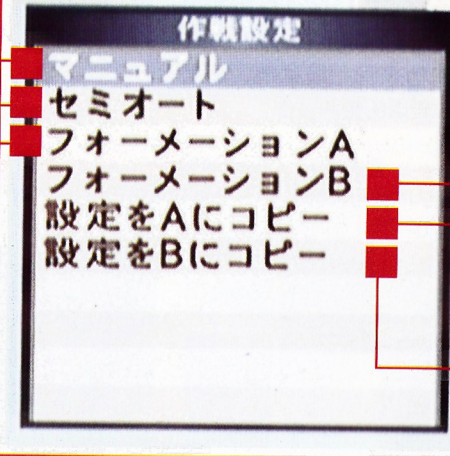 作戦設定
マニュアル
セミオート
フォーメーションA
フォーメーションB
設定をAにコピー
設定をBにコピー